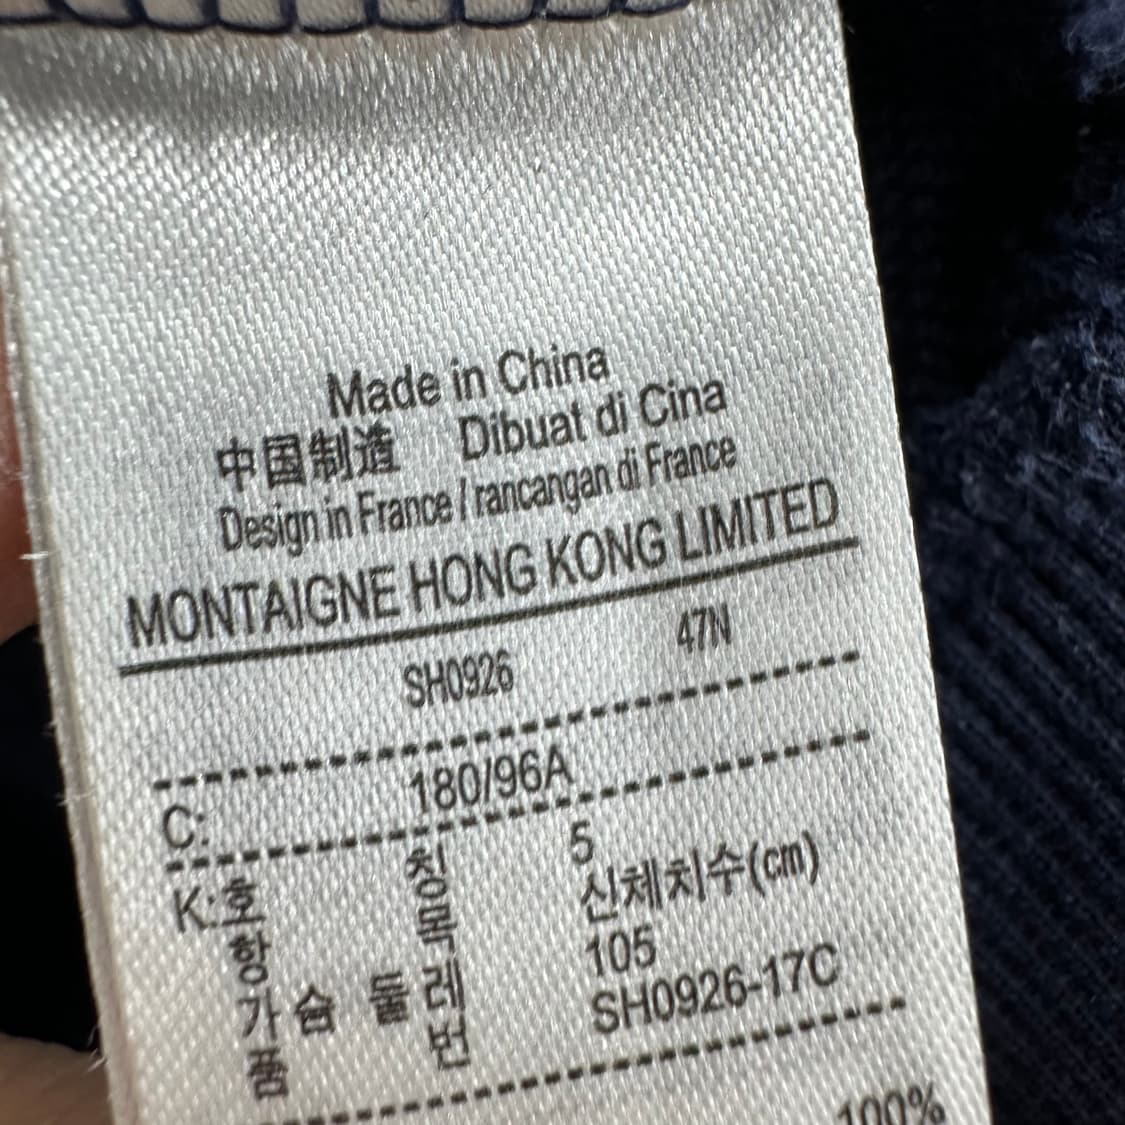 Made in China
中国制造 Dibuat di Cina
Design in France / rancangan di France
MONTAIGNE HONG KONG LIMITED
SH0926 47N
C: 180/96A
K: 호 칭 5
항 목 신체치수(cm)
가 슴 둘 레 105
품 번 SH0926-17C
100%